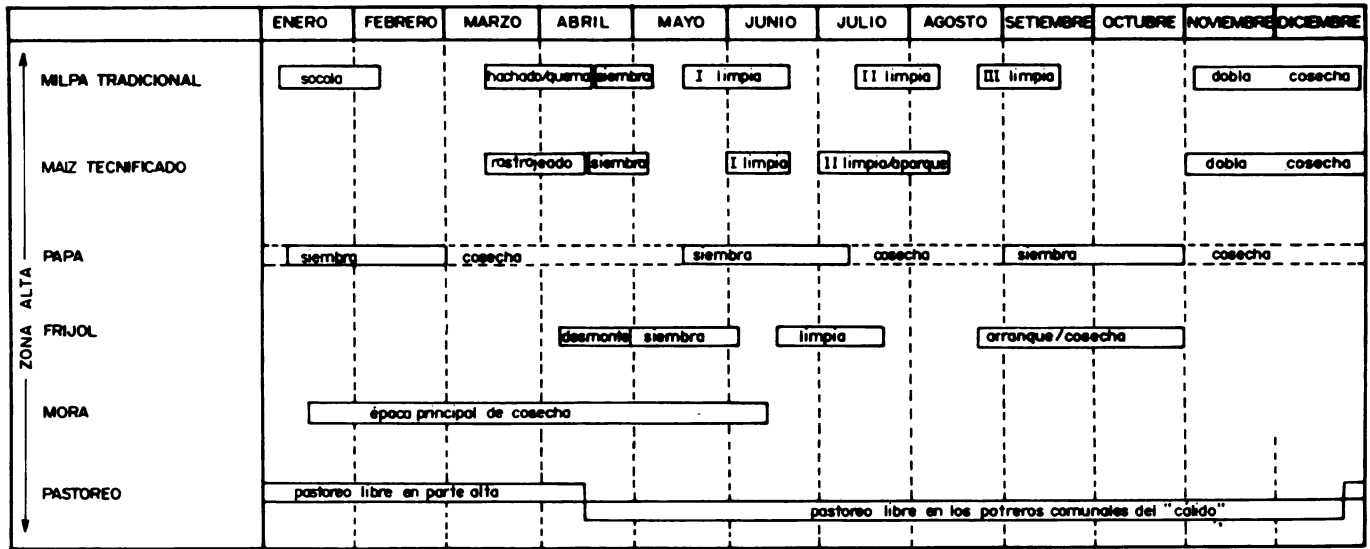 ENERO FEBRERO MARZO ABRIL MAYO JUNIO JULIO AGOSTO SETIEMBRE OCTUBRE NOVIEMBRE DICIEMBRE
MILPA TRADICIONAL socola hachado/quema siembra I limpia II limpia III limpia dobla cosecha
MAIZ TECNIFICADO rastrojeado siembra I limpia II limpia/aporque dobla cosecha
PAPA siembra cosecha siembra cosecha siembra cosecha
ZONA ALTA
FRIJOL desmonte siembra limpia arranque/cosecha
MORA época principal de cosecha
PASTOREO pastoreo libre en parte alta
pastoreo libre en los potreros comunales del "cálido"